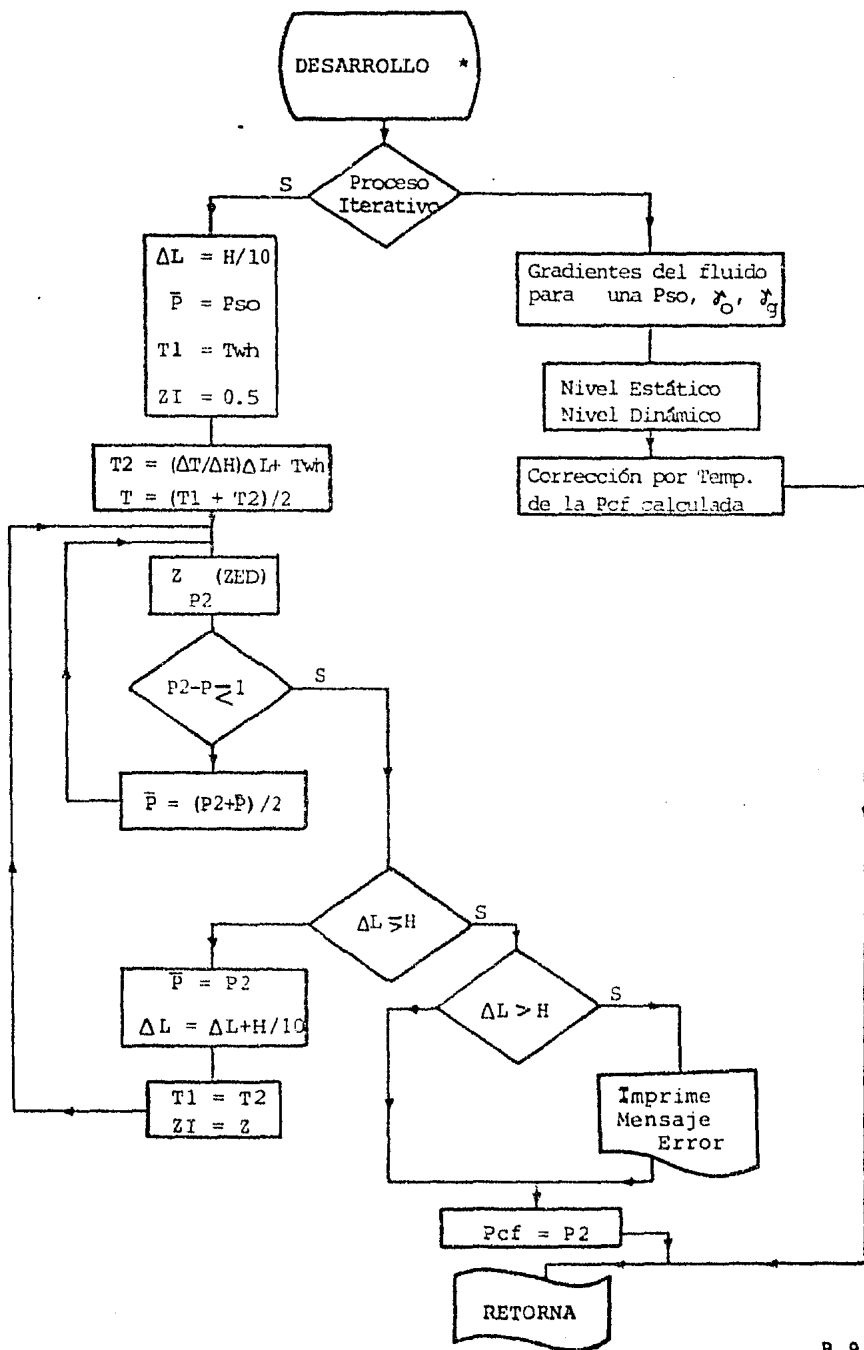 DESARROLLO *
Proceso
Iterativo
S
ΔL = H/10
P̄ = Pso
T1 = Twh
ZI = 0.5
T2 = (ΔT/ΔH)ΔL+ Twh
T = (T1 + T2)/2
Z (ZED)
P2
P2-P̄ ≤ 1
S
P̄ = (P2+P̄)/2
Gradientes del fluido
para una Pso, γo, γg
Nivel Estático
Nivel Dinámico
Corrección por Temp.
de la Pcf calculada
ΔL ≥ H
S
P̄ = P2
ΔL = ΔL+H/10
T1 = T2
ZI = Z
ΔL > H
S
Imprime
Mensaje
Error
Pcf = P2
RETORNA